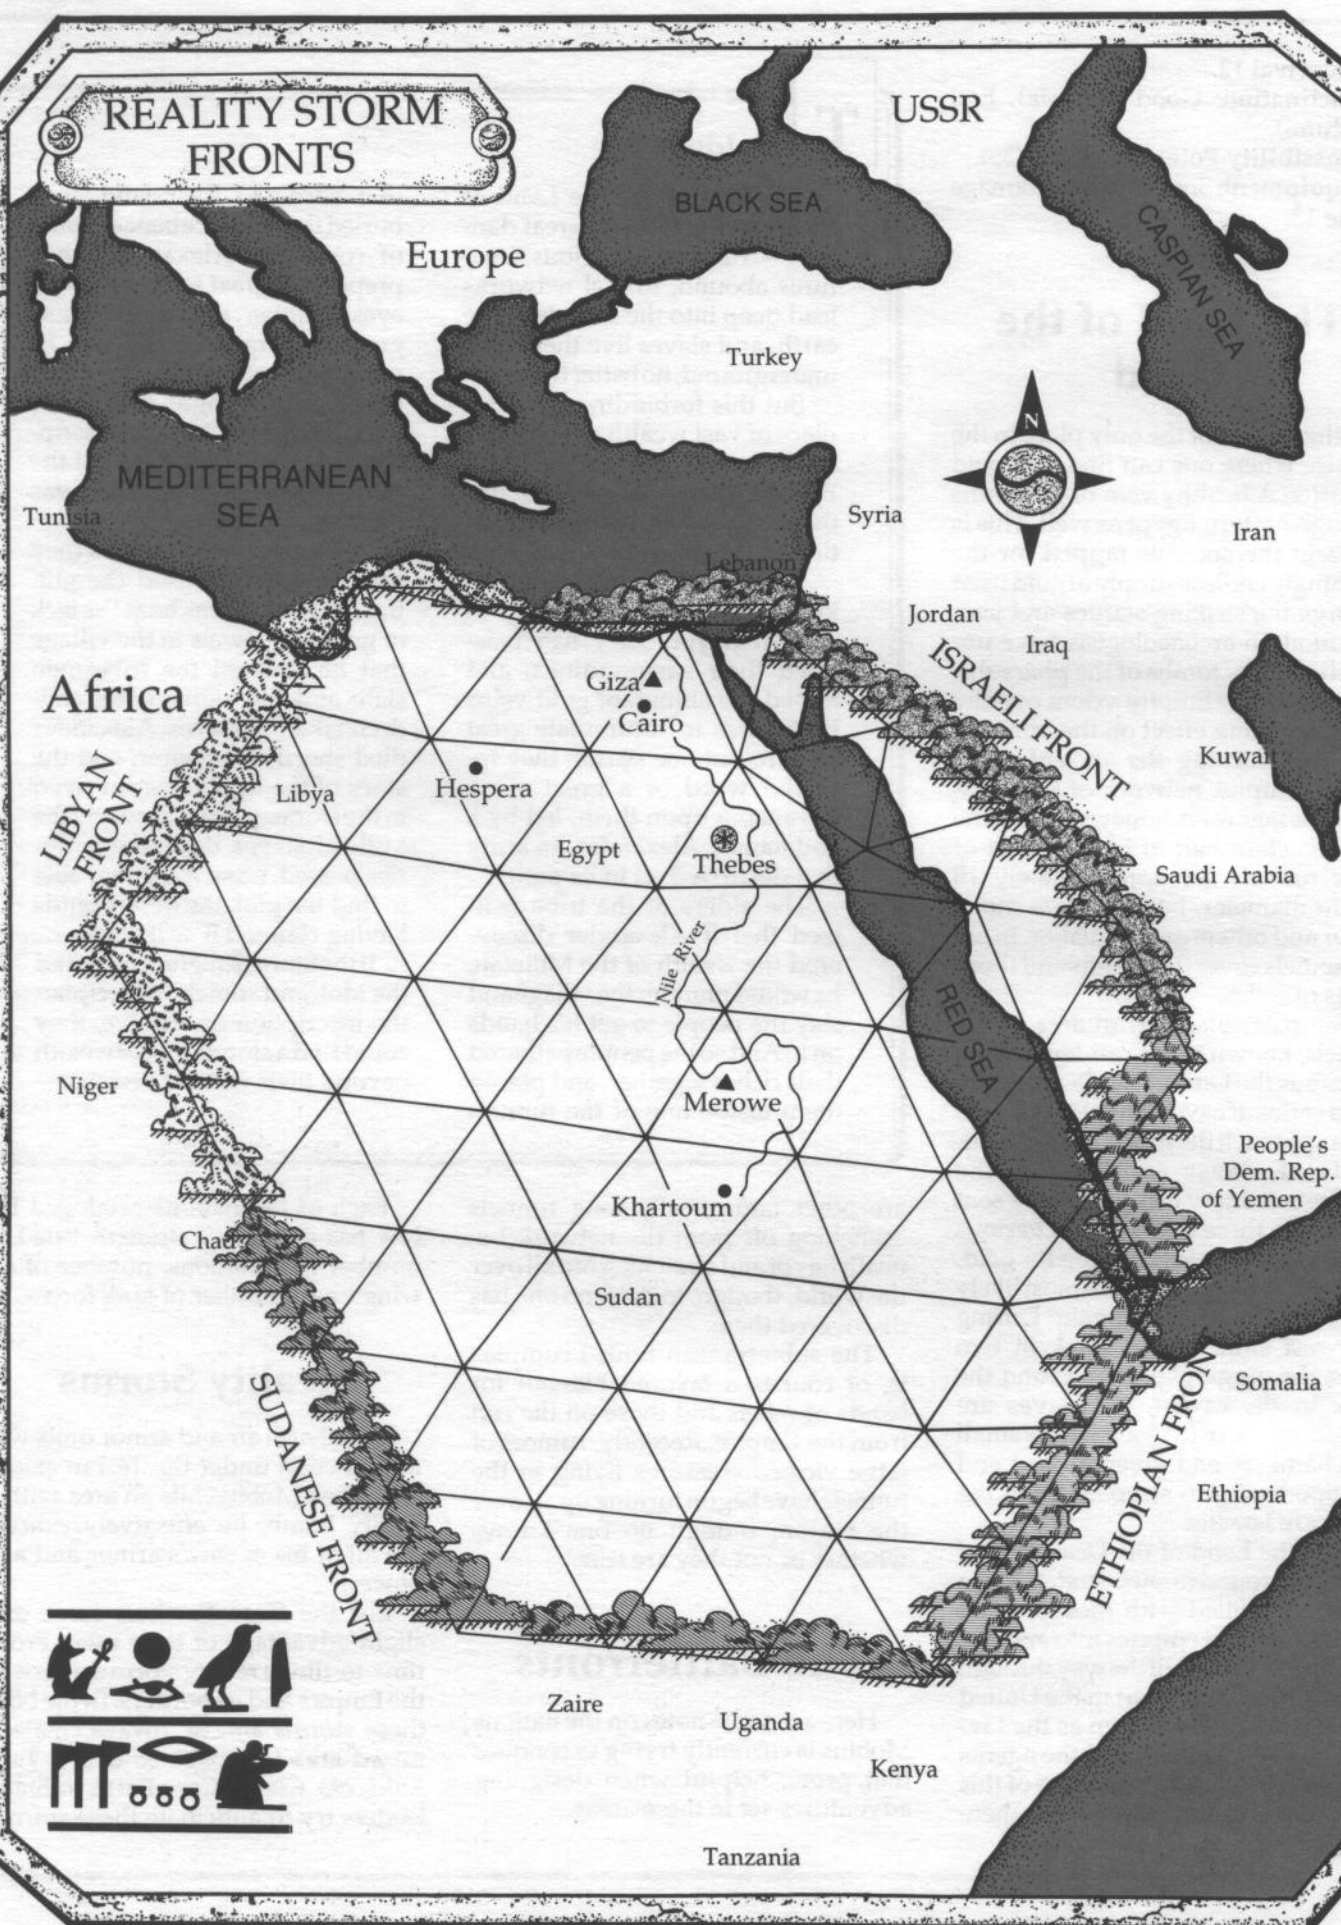 REALITY STORM
FRONTS
USSR
BLACK SEA
CASPIAN SEA
Europe
Turkey
N
MEDITERRANEAN
SEA
Tunisia
Syria
Iran
Lebanon
Jordan
Iraq
ISRAELI FRONT
Africa
Giza
Cairo
Kuwait
LIBYAN
FRONT
Libya
Hespera
Egypt
Thebes
Saudi Arabia
Nile River
RED SEA
Niger
Merowe
People's
Dem. Rep.
of Yemen
Khartoum
Chad
Sudan
SUDANESE FRONT
Somalia
ETHIOPIAN FRONT
Ethiopia
Zaire
Uganda
Kenya
Tanzania